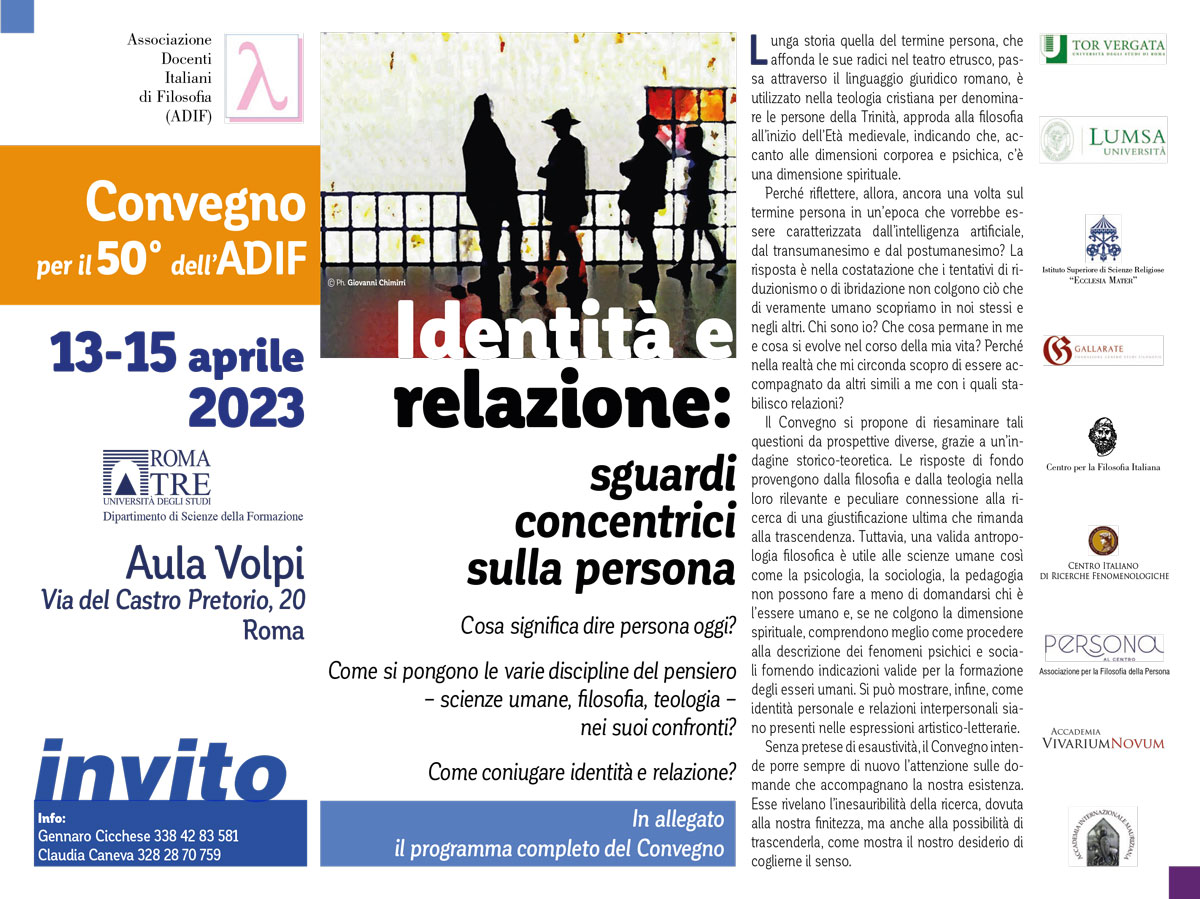 Associazione
Docenti
Italiani
di Filosofia
(ADIF)
λ
Convegno
per il 50° dell'ADIF
13-15 aprile
2023
ROMA
TRE
UNIVERSITÀ DEGLI STUDI
Dipartimento di Scienze della Formazione
Aula Volpi
Via del Castro Pretorio, 20
Roma
invito
Info:
Gennaro Cicchese 338 42 83 581
Claudia Caneva 328 28 70 759
© Ph. Giovanni Chimirri
Identità e
relazione:
sguardi
concentrici
sulla persona
Cosa significa dire persona oggi?
Come si pongono le varie discipline del pensiero
– scienze umane, filosofia, teologia –
nei suoi confronti?
Come coniugare identità e relazione?
In allegato
il programma completo del Convegno
Lunga storia quella del termine persona, che
affonda le sue radici nel teatro etrusco, pas-
sa attraverso il linguaggio giuridico romano, è
utilizzato nella teologia cristiana per denomina-
re le persone della Trinità, approda alla filosofia
all'inizio dell'Età medievale, indicando che, ac-
canto alle dimensioni corporea e psichica, c'è
una dimensione spirituale.
Perché riflettere, allora, ancora una volta sul
termine persona in un'epoca che vorrebbe es-
sere caratterizzata dall'intelligenza artificiale,
dal transumanesimo e dal postumanesimo? La
risposta è nella costatazione che i tentativi di ri-
duzionismo o di ibridazione non colgono ciò che
di veramente umano scopriamo in noi stessi e
negli altri. Chi sono io? Che cosa permane in me
e cosa si evolve nel corso della mia vita? Perché
nella realtà che mi circonda scopro di essere ac-
compagnato da altri simili a me con i quali sta-
bilisco relazioni?
Il Convegno si propone di riesaminare tali
questioni da prospettive diverse, grazie a un'in-
dagine storico-teoretica. Le risposte di fondo
provengono dalla filosofia e dalla teologia nella
loro rilevante e peculiare connessione alla ri-
cerca di una giustificazione ultima che rimanda
alla trascendenza. Tuttavia, una valida antropo-
logia filosofica è utile alle scienze umane così
come la psicologia, la sociologia, la pedagogia
non possono fare a meno di domandarsi chi è
l'essere umano e, se ne colgono la dimensione
spirituale, comprendono meglio come procedere
alla descrizione dei fenomeni psichici e socia-
li fornendo indicazioni valide per la formazione
degli esseri umani. Si può mostrare, infine, come
identità personale e relazioni interpersonali sia-
no presenti nelle espressioni artistico-letterarie.
Senza pretese di esaustività, il Convegno inten-
de porre sempre di nuovo l'attenzione sulle do-
mande che accompagnano la nostra esistenza.
Esse rivelano l'inesauribilità della ricerca, dovuta
alla nostra finitezza, ma anche alla possibilità di
trascenderla, come mostra il nostro desiderio di
coglierne il senso.
TOR VERGATA
UNIVERSITÀ DEGLI STUDI DI ROMA
LUMSA
UNIVERSITÀ
Istituto Superiore di Scienze Religiose
"ECCLESIA MATER"
GALLARATE
Centro per la Filosofia Italiana
CENTRO ITALIANO
DI RICERCHE FENOMENOLOGICHE
PERSONA
AL CENTRO
Associazione per la Filosofia della Persona
ACCADEMIA
VIVARIUM NOVUM
ACCADEMIA INTERNAZIONALE MAURIZIANA